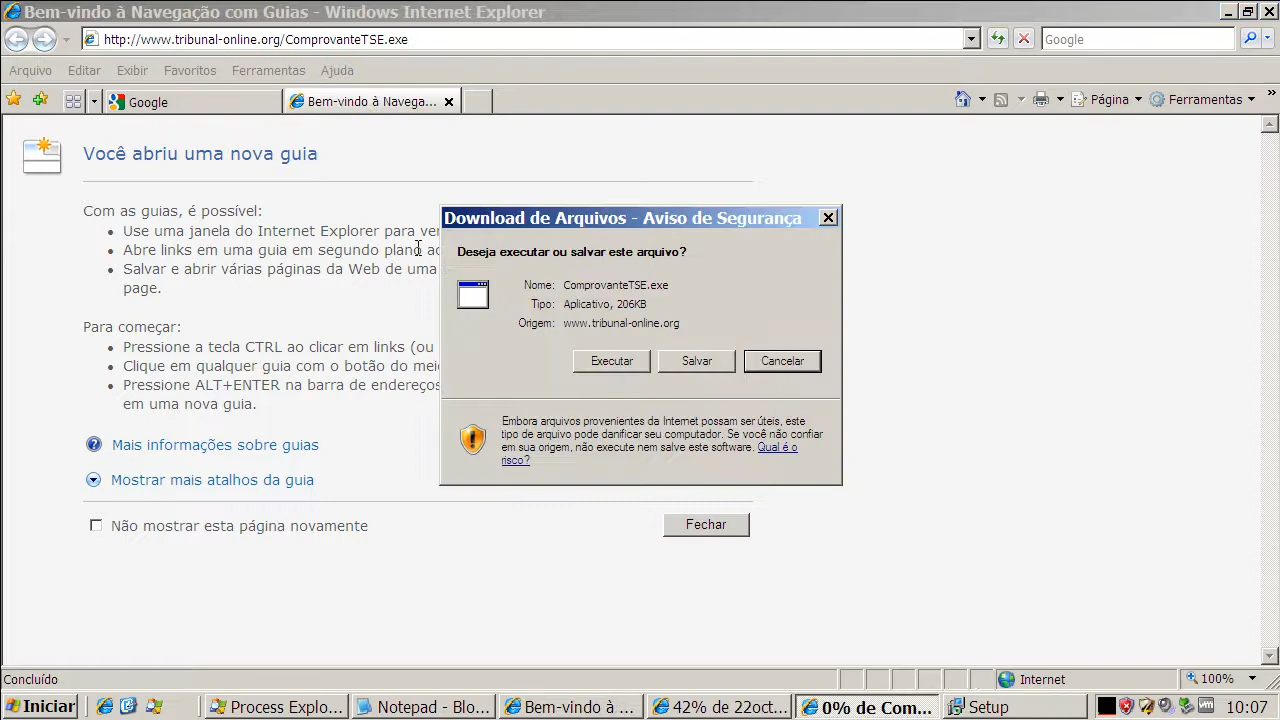 Bem-vindo à Navegação com Guias - Windows Internet Explorer
http://www.tribunal-online.org/ComprovanteTSE.exe
Google
Arquivo Editar Exibir Favoritos Ferramentas Ajuda
Google
Bem-vindo à Navega...
Página
Ferramentas
»
Você abriu uma nova guia
Com as guias, é possível:
• Use uma janela do Internet Explorer para
• Abre links em uma guia em segundo plano
• Salvar e abrir várias páginas da Web de uma
page.
Para começar:
• Pressione a tecla CTRL ao clicar em links (ou
• Clique em qualquer guia com o botão do
• Pressione ALT+ENTER na barra de endereços
em uma nova guia.
Mais informações sobre guias
Mostrar mais atalhos da guia
Não mostrar esta página novamente
Fechar
Download de Arquivos - Aviso de Segurança
Deseja executar ou salvar este arquivo?
Nome: ComprovanteTSE.exe
Tipo: Aplicativo, 206KB
Origem: www.tribunal-online.org
Executar Salvar Cancelar
Embora arquivos provenientes da Internet possam ser úteis, este
tipo de arquivo pode danificar seu computador. Se você não confiar
em sua origem, não execute nem salve este software. Qual é o
risco?
Concluído
Internet
100%
Iniciar
Process Explo...
Notepad - Blo...
Bem-vindo à ...
42% de 22oct...
0% de Com...
Setup
10:07